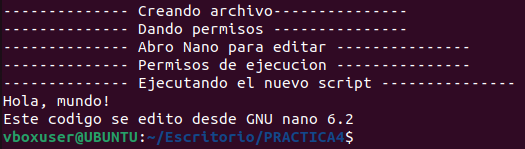 -------------- Creando archivo---------------
-------------- Dando permisos ---------------
-------------- Abro Nano para editar ---------------
-------------- Permisos de ejecucion ---------------
-------------- Ejecutando el nuevo script ---------------
Hola, mundo!
Este codigo se edito desde GNU nano 6.2
vboxuser@UBUNTU:~/Escritorio/PRACTICA4$